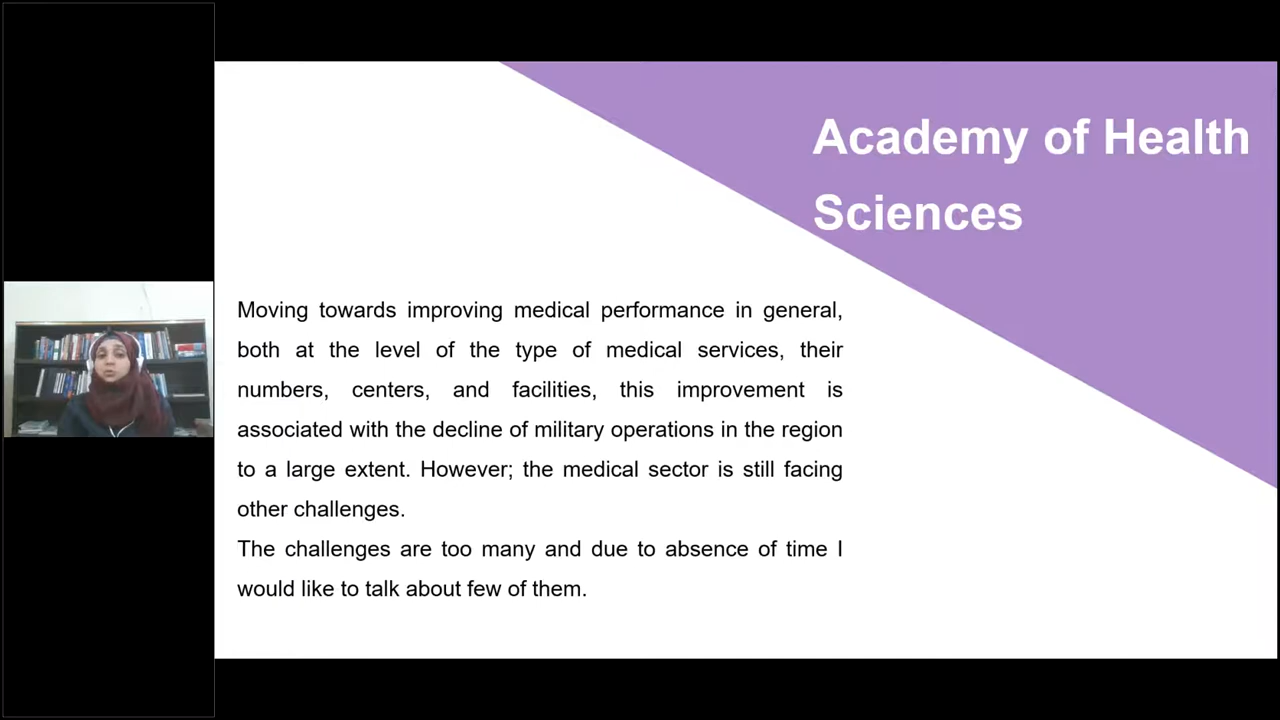 Academy of Health
Sciences
Moving towards improving medical performance in general,
both at the level of the type of medical services, their
numbers, centers, and facilities, this improvement is
associated with the decline of military operations in the region
to a large extent. However; the medical sector is still facing
other challenges.
The challenges are too many and due to absence of time I
would like to talk about few of them.